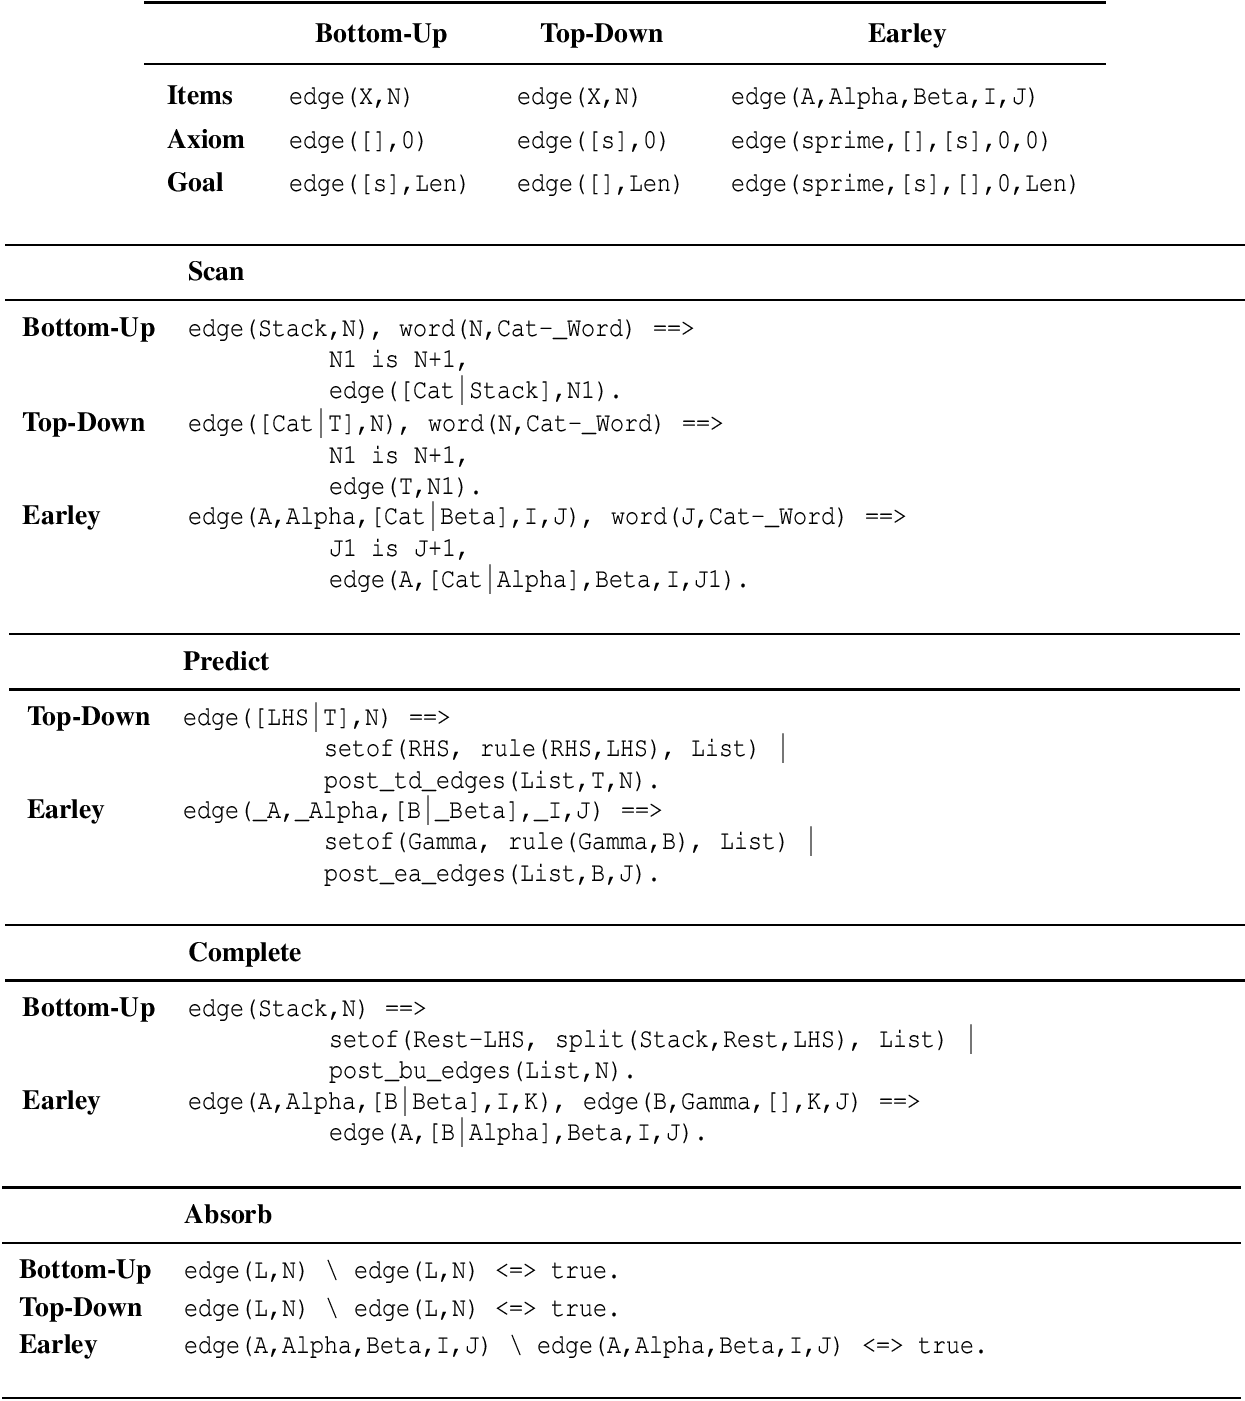 Bottom-Up Top-Down Earley
Items edge(X,N) edge(X,N) edge(A,Alpha,Beta,I,J)
Axiom edge([],0) edge([s],0) edge(sprime,[],[s],0,0)
Goal edge([s],Len) edge([],Len) edge(sprime,[s],[],0,Len)
Scan
Bottom-Up edge(Stack,N), word(N,Cat-_Word) ==>
N1 is N+1,
edge([Cat|Stack],N1).
Top-Down edge([Cat|T],N), word(N,Cat-_Word) ==>
N1 is N+1,
edge(T,N1).
Earley edge(A,Alpha,[Cat|Beta],I,J), word(J,Cat-_Word) ==>
J1 is J+1,
edge(A,[Cat|Alpha],Beta,I,J1).
Predict
Top-Down edge([LHS|T],N) ==>
setof(RHS, rule(RHS,LHS), List) |
post_td_edges(List,T,N).
Earley edge(_A,_Alpha,[B|_Beta],_I,J) ==>
setof(Gamma, rule(Gamma,B), List) |
post_ea_edges(List,B,J).
Complete
Bottom-Up edge(Stack,N) ==>
setof(Rest-LHS, split(Stack,Rest,LHS), List) |
post_bu_edges(List,N).
Earley edge(A,Alpha,[B|Beta],I,K), edge(B,Gamma,[],K,J) ==>
edge(A,[B|Alpha],Beta,I,J).
Absorb
Bottom-Up edge(L,N) \ edge(L,N) <=> true.
Top-Down edge(L,N) \ edge(L,N) <=> true.
Earley edge(A,Alpha,Beta,I,J) \ edge(A,Alpha,Beta,I,J) <=> true.